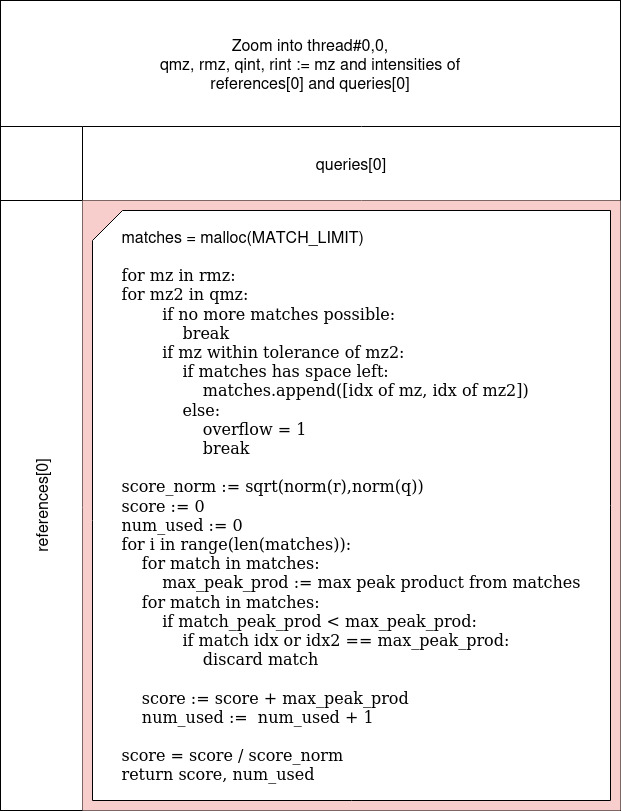 Zoom into thread#0,0,
qmz, rmz, qint, rint := mz and intensities of
references[0] and queries[0]
queries[0]
references[0]
matches = malloc(MATCH_LIMIT)
for mz in rmz:
for mz2 in qmz:
if no more matches possible:
break
if mz within tolerance of mz2:
if matches has space left:
matches.append([idx of mz, idx of mz2])
else:
overflow = 1
break
score_norm := sqrt(norm(r),norm(q))
score := 0
num_used := 0
for i in range(len(matches)):
for match in matches:
max_peak_prod := max peak product from matches
for match in matches:
if match_peak_prod < max_peak_prod:
if match idx or idx2 == max_peak_prod:
discard match
score := score + max_peak_prod
num_used :=  num_used + 1
score = score / score_norm
return score, num_used